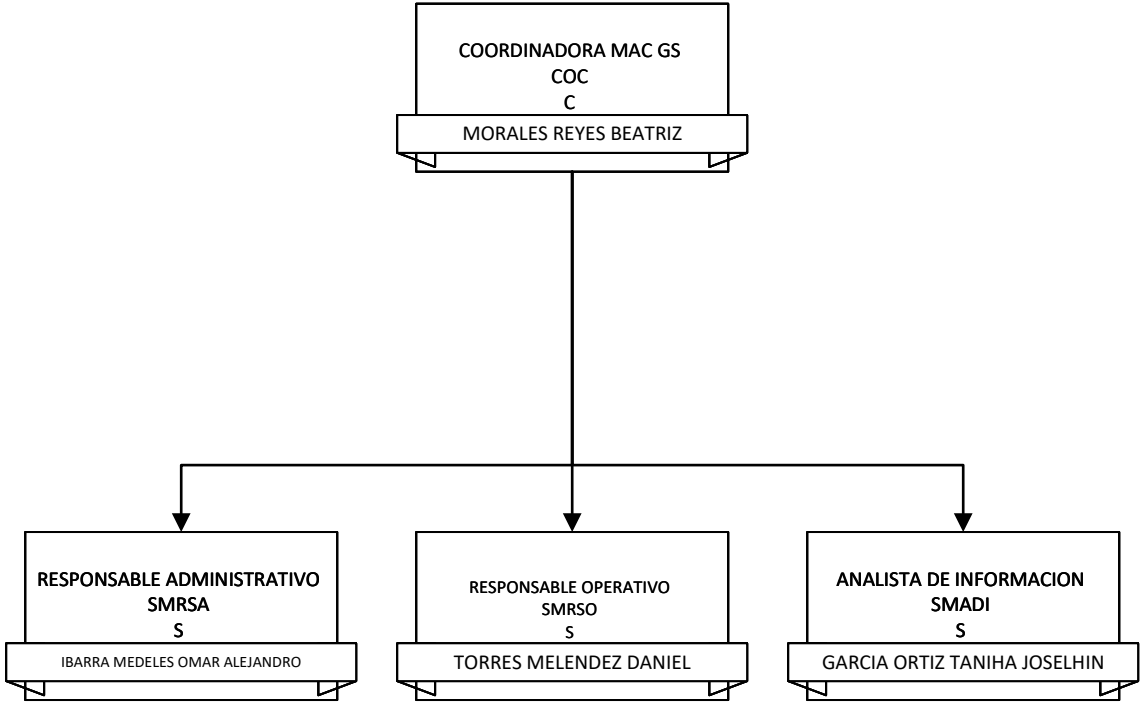 COORDINADORA MAC GS
COC
C
MORALES REYES BEATRIZ
RESPONSABLE ADMINISTRATIVO
SMRSA
S
IBARRA MEDELES OMAR ALEJANDRO
RESPONSABLE OPERATIVO
SMRSO
S
TORRES MELENDEZ DANIEL
ANALISTA DE INFORMACION
SMADI
S
GARCIA ORTIZ TANIHA JOSELHIN